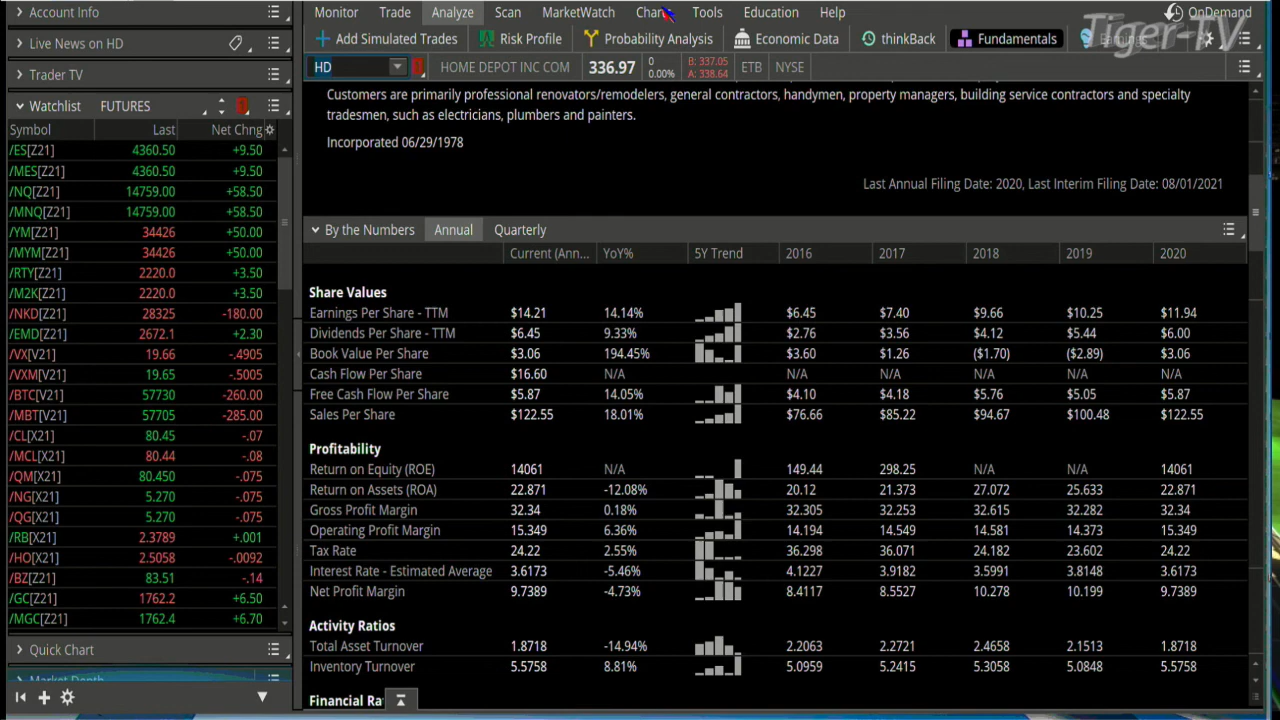 Account Info
Live News on HD
Trader TV
Watchlist FUTURES
Symbol Last Net Chng
/ES[Z21] 4360.50 +9.50
/MES[Z21] 4360.50 +9.50
/NQ[Z21] 14759.00 +58.50
/MNQ[Z21] 14759.00 +58.50
/YM[Z21] 34426 +50.00
/MYM[Z21] 34426 +50.00
/RTY[Z21] 2220.0 +3.50
/M2K[Z21] 2220.0 +3.50
/NKD[Z21] 28325 -180.00
/EMD[Z21] 2672.1 +2.30
/VX[V21] 19.66 -.4905
/VXM[V21] 19.65 -.5005
/BTC[V21] 57730 -260.00
/MBT[V21] 57705 -285.00
/CL[X21] 80.45 -.07
/MCL[X21] 80.44 -.08
/QM[X21] 80.450 -.075
/NG[X21] 5.270 -.075
/QG[X21] 5.270 -.075
/RB[X21] 2.3789 +.001
/HO[X21] 2.5058 -.0092
/BZ[Z21] 83.51 -.14
/GC[Z21] 1762.2 +6.50
/MGC[Z21] 1762.4 +6.70
Quick Chart
Market Depth
Monitor Trade Analyze Scan MarketWatch Charts Tools Education Help OnDemand
Tiger-TV
Add Simulated Trades Risk Profile Probability Analysis Economic Data thinkBack Fundamentals Earnings
HD HOME DEPOT INC COM 336.97 0 0.00% B: 337.05 A: 338.64 ETB NYSE
Customers are primarily professional renovators/remodelers, general contractors, handymen, property managers, building service contractors and specialty
tradesmen, such as electricians, plumbers and painters.
Incorporated 06/29/1978
Last Annual Filing Date: 2020, Last Interim Filing Date: 08/01/2021
By the Numbers Annual Quarterly
Current (Ann... YoY% 5Y Trend 2016 2017 2018 2019 2020
Share Values
Earnings Per Share - TTM $14.21 14.14% $6.45 $7.40 $9.66 $10.25 $11.94
Dividends Per Share - TTM $6.45 9.33% $2.76 $3.56 $4.12 $5.44 $6.00
Book Value Per Share $3.06 194.45% $3.60 $1.26 ($1.70) ($2.89) $3.06
Cash Flow Per Share $16.60 N/A N/A N/A N/A N/A N/A
Free Cash Flow Per Share $5.87 14.05% $4.10 $4.18 $5.76 $5.05 $5.87
Sales Per Share $122.55 18.01% $76.66 $85.22 $94.67 $100.48 $122.55
Profitability
Return on Equity (ROE) 14061 N/A 149.44 298.25 N/A N/A 14061
Return on Assets (ROA) 22.871 -12.08% 20.12 21.373 27.072 25.633 22.871
Gross Profit Margin 32.34 0.18% 32.305 32.253 32.615 32.282 32.34
Operating Profit Margin 15.349 6.36% 14.194 14.549 14.581 14.373 15.349
Tax Rate 24.22 2.55% 36.298 36.071 24.182 23.602 24.22
Interest Rate - Estimated Average 3.6173 -5.46% 4.1227 3.9182 3.5991 3.8148 3.6173
Net Profit Margin 9.7389 -4.73% 8.4117 8.5527 10.278 10.199 9.7389
Activity Ratios
Total Asset Turnover 1.8718 -14.94% 2.2063 2.2721 2.4658 2.1513 1.8718
Inventory Turnover 5.5758 8.81% 5.0959 5.2415 5.3058 5.0848 5.5758
Financial Ra